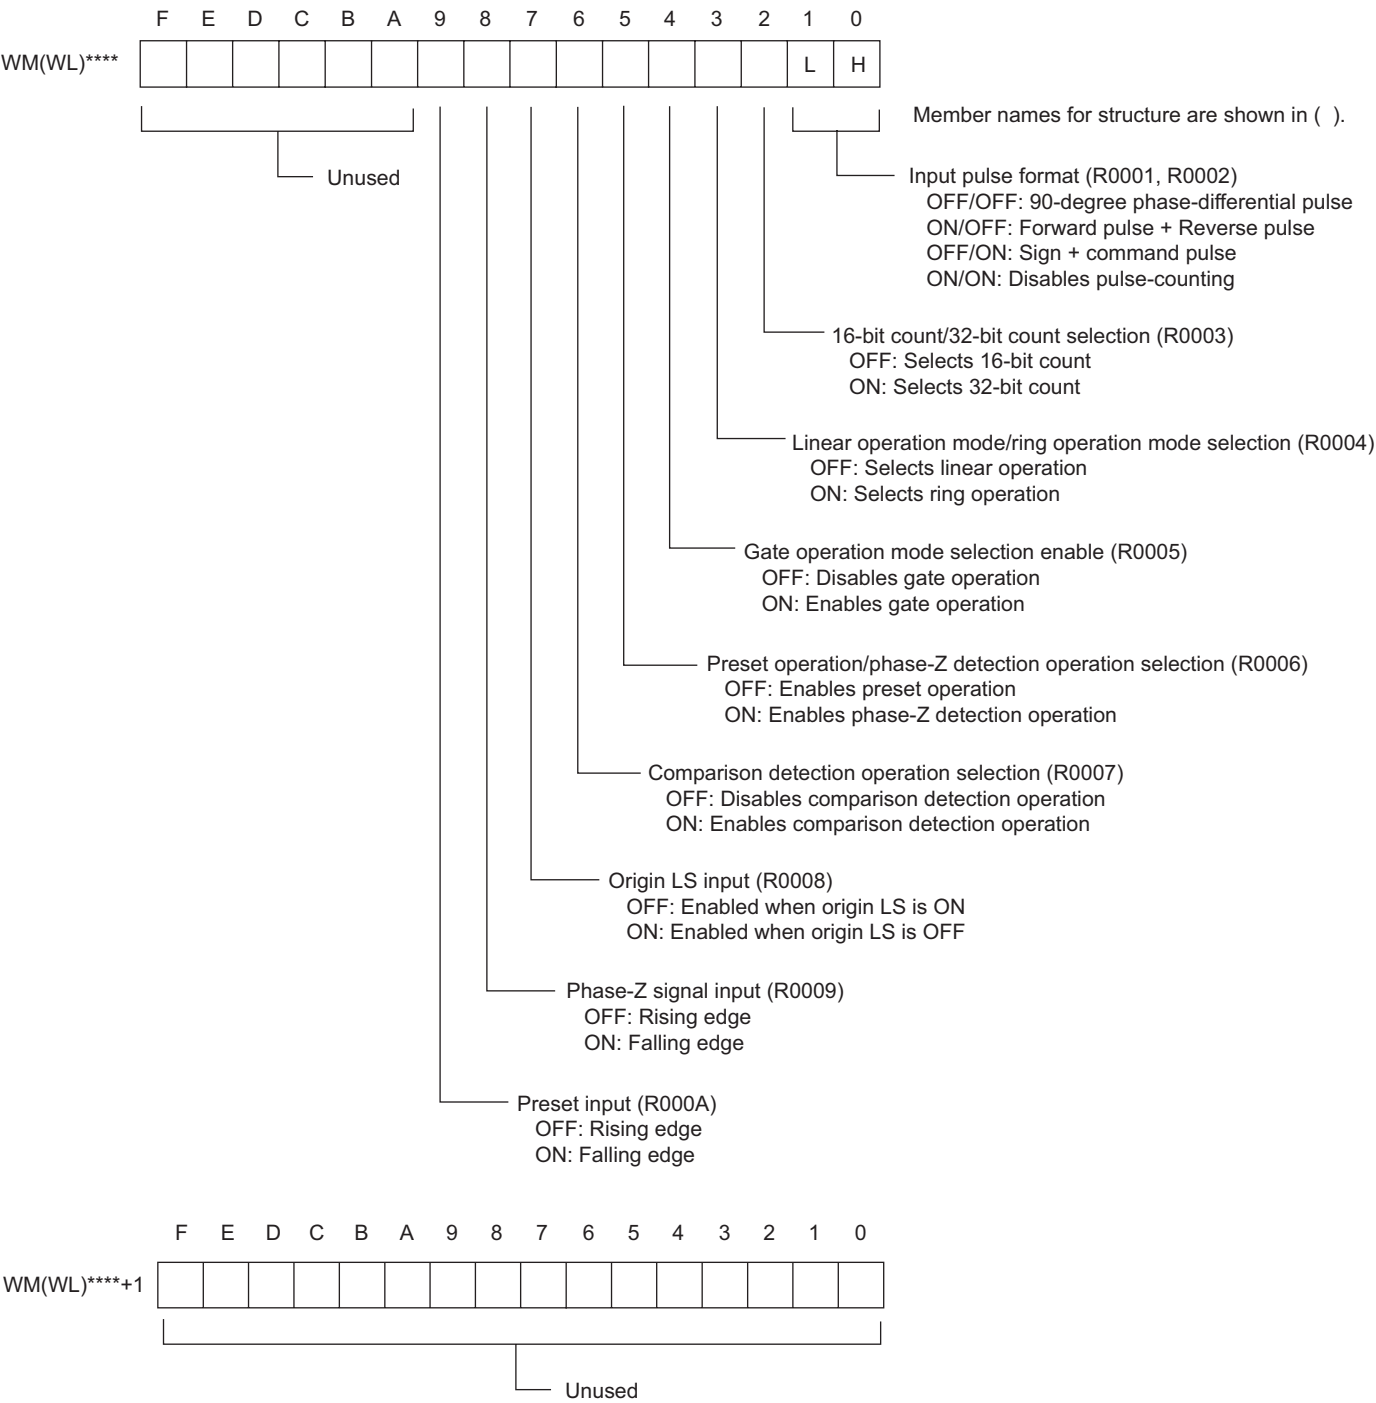 F E D C B A 9 8 7 6 5 4 3 2 1 0
WM(WL)**** L H
Member names for structure are shown in ( ).
Unused
Input pulse format (R0001, R0002)
OFF/OFF: 90-degree phase-differential pulse
ON/OFF: Forward pulse + Reverse pulse
OFF/ON: Sign + command pulse
ON/ON: Disables pulse-counting
16-bit count/32-bit count selection (R0003)
OFF: Selects 16-bit count
ON: Selects 32-bit count
Linear operation mode/ring operation mode selection (R0004)
OFF: Selects linear operation
ON: Selects ring operation
Gate operation mode selection enable (R0005)
OFF: Disables gate operation
ON: Enables gate operation
Preset operation/phase-Z detection operation selection (R0006)
OFF: Enables preset operation
ON: Enables phase-Z detection operation
Comparison detection operation selection (R0007)
OFF: Disables comparison detection operation
ON: Enables comparison detection operation
Origin LS input (R0008)
OFF: Enabled when origin LS is ON
ON: Enabled when origin LS is OFF
Phase-Z signal input (R0009)
OFF: Rising edge
ON: Falling edge
Preset input (R000A)
OFF: Rising edge
ON: Falling edge
F E D C B A 9 8 7 6 5 4 3 2 1 0
WM(WL)****+1
Unused